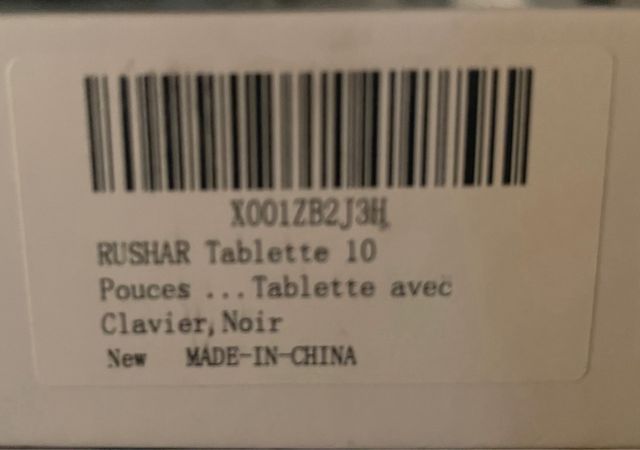 X001ZB2J3H
RUSHAR Tablette 10
Pouces ...Tablette avec
Clavier,Noir
New MADE-IN-CHINA